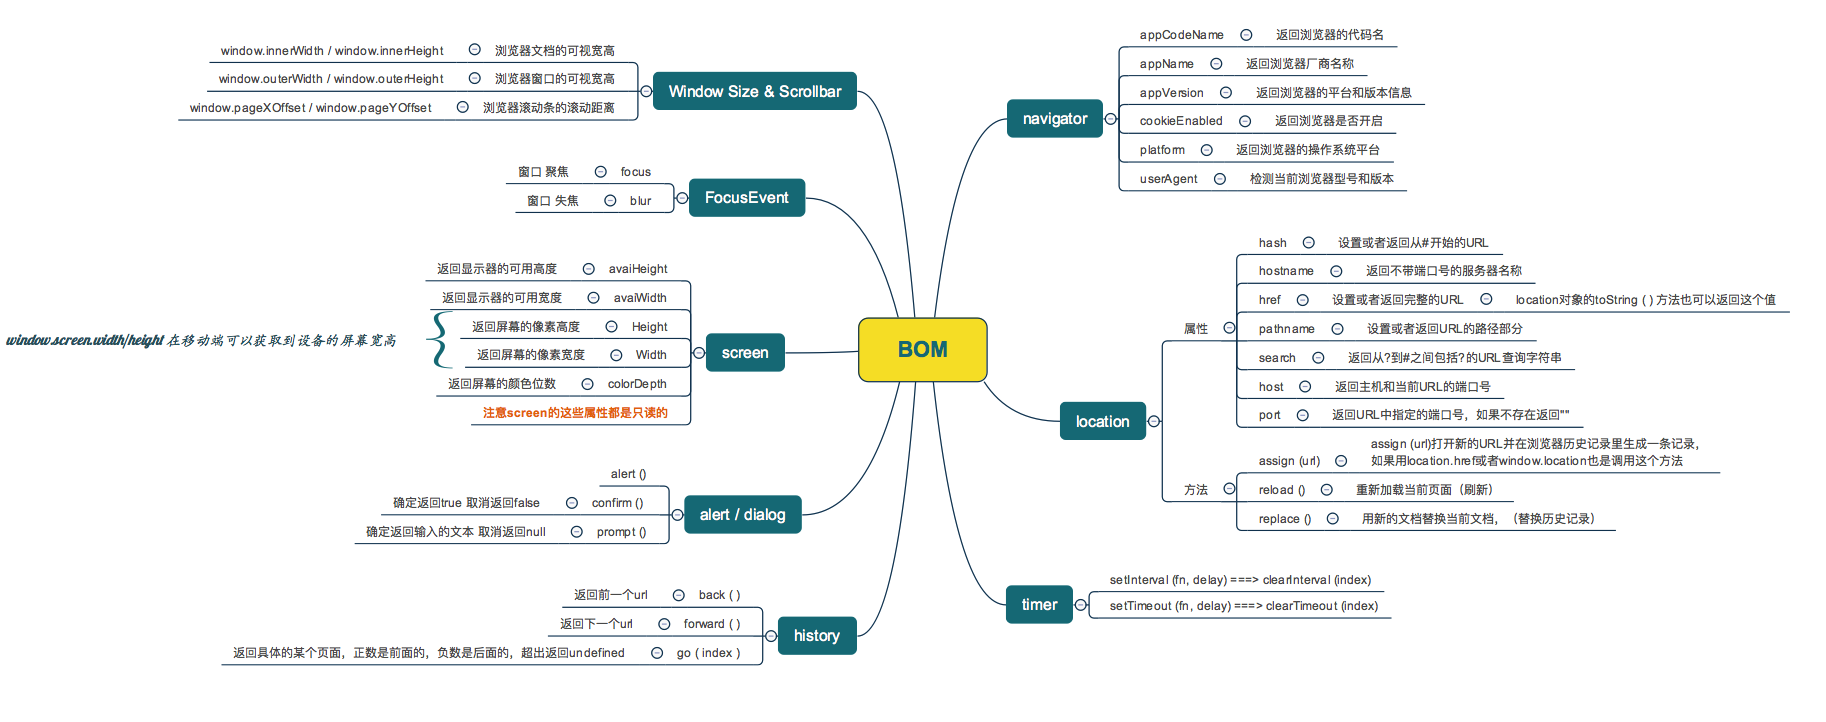 BOM
Window Size & Scrollbar
浏览器文档的可视宽高
window.innerWidth / window.innerHeight
浏览器窗口的可视宽高
window.outerWidth / window.outerHeight
浏览器滚动条的滚动距离
window.pageXOffset / window.pageYOffset
FocusEvent
focus
窗口 聚焦
blur
窗口 失焦
screen
avaiHeight
返回显示器的可用高度
avaiWidth
返回显示器的可用宽度
Height
返回屏幕的像素高度
Width
返回屏幕的像素宽度
window.screen.width/height 在移动端可以获取到设备的屏幕宽高
colorDepth
返回屏幕的颜色位数
注意screen的这些属性都是只读的
alert / dialog
alert ()
confirm ()
确定返回true 取消返回false
prompt ()
确定返回输入的文本 取消返回null
history
back ( )
返回前一个url
forward ( )
返回下一个url
go ( index )
返回具体的某个页面，正数是前面的，负数是后面的，超出返回undefined
navigator
appCodeName
返回浏览器的代码名
appName
返回浏览器厂商名称
appVersion
返回浏览器的平台和版本信息
cookieEnabled
返回浏览器是否开启
platform
返回浏览器的操作系统平台
userAgent
检测当前浏览器型号和版本
location
属性
hash
设置或者返回从#开始的URL
hostname
返回不带端口号的服务器名称
href
设置或者返回完整的URL
location对象的toString ( ) 方法也可以返回这个值
pathname
设置或者返回URL的路径部分
search
返回从?到#之间包括?的URL查询字符串
host
返回主机和当前URL的端口号
port
返回URL中指定的端口号，如果不存在返回""
方法
assign (url)
assign (url)打开新的URL并在浏览器历史记录里生成一条记录，
如果用location.href或者window.location也是调用这个方法
reload ()
重新加载当前页面（刷新）
replace ()
用新的文档替换当前文档，（替换历史记录）
timer
setInterval (fn, delay) ===> clearInterval (index)
setTimeout (fn, delay) ===> clearTimeout (index)